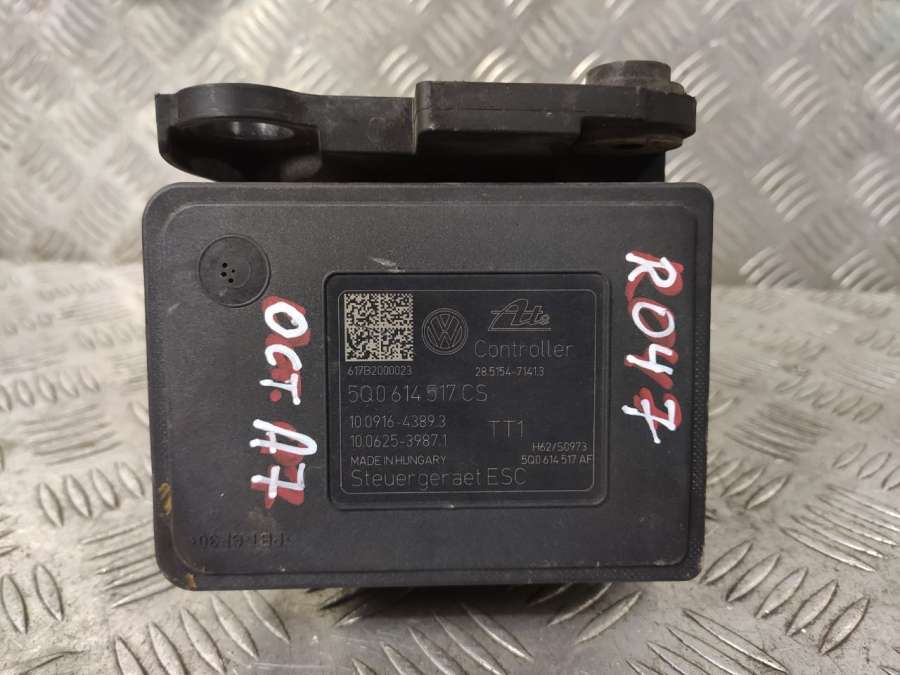 Ate
Controller
617B2000023
28.5154-7141.3
5Q0 614 517 CS
10.0916-4389.3
10.0625-3987.1
TT1
H62/S0973
5Q0 614 517 AF
MADE IN HUNGARY
Steuergeraet ESC
OCT. A7
R047